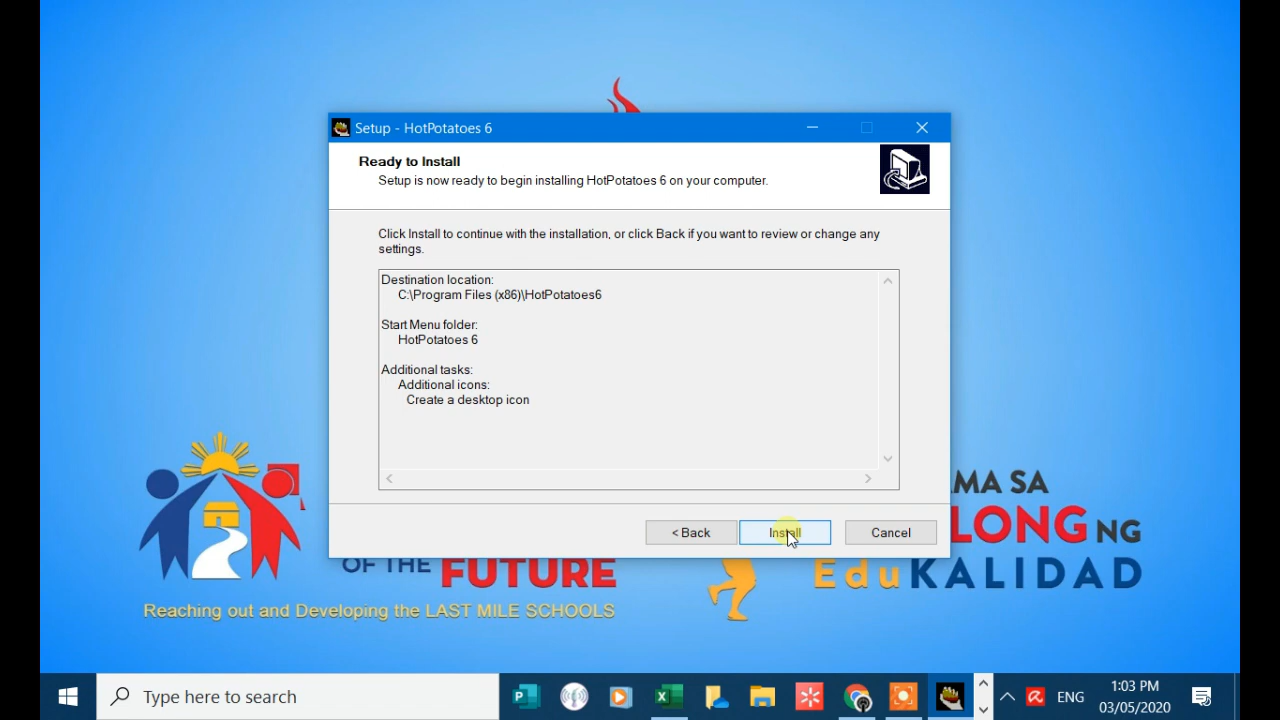 Setup - HotPotatoes 6
Ready to Install
Setup is now ready to begin installing HotPotatoes 6 on your computer.
Click Install to continue with the installation, or click Back if you want to review or change any
settings.
Destination location:
C:\Program Files (x86)\HotPotatoes6
Start Menu folder:
HotPotatoes 6
Additional tasks:
Additional icons:
Create a desktop icon
< Back
Install
Cancel
OF THE FUTURE
Reaching out and Developing the LAST MILE SCHOOLS
MA SA
LONG NG
EduKALIDAD
Type here to search
ENG
1:03 PM
03/05/2020